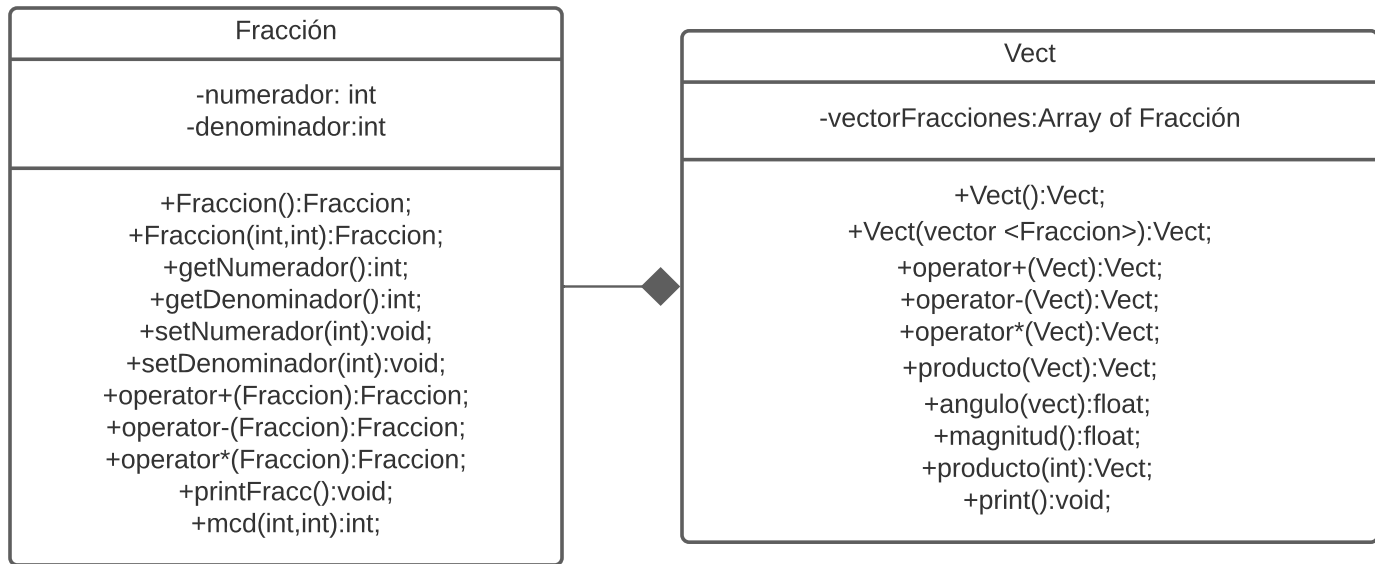 Fracción
-numerador: int
-denominador:int
+Fraccion():Fraccion;
+Fraccion(int,int):Fraccion;
+getNumerador():int;
+getDenominador():int;
+setNumerador(int):void;
+setDenominador(int):void;
+operator+(Fraccion):Fraccion;
+operator-(Fraccion):Fraccion;
+operator*(Fraccion):Fraccion;
+printFracc():void;
+mcd(int,int):int;
Vect
-vectorFracciones:Array of Fracción
+Vect():Vect;
+Vect(vector <Fraccion>):Vect;
+operator+(Vect):Vect;
+operator-(Vect):Vect;
+operator*(Vect):Vect;
+producto(Vect):Vect;
+angulo(vect):float;
+magnitud():float;
+producto(int):Vect;
+print():void;